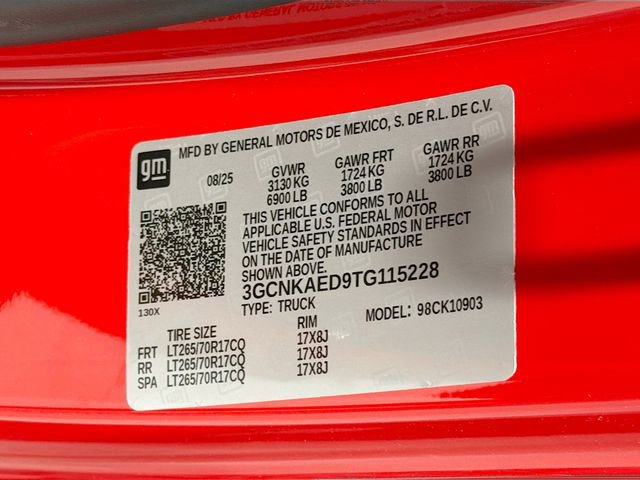 gm
MFD BY GENERAL MOTORS DE MEXICO, S. DE R.L. DE C.V.
08/25
GVWR GAWR FRT GAWR RR
3130 KG 1724 KG 1724 KG
6900 LB 3800 LB 3800 LB
THIS VEHICLE CONFORMS TO ALL
APPLICABLE U.S. FEDERAL MOTOR
VEHICLE SAFETY STANDARDS IN EFFECT
ON THE DATE OF MANUFACTURE
SHOWN ABOVE.
3GCNKAED9TG115228
130X
TYPE: TRUCK MODEL: 98CK10903
TIRE SIZE RIM
FRT LT265/70R17CQ 17X8J
RR LT265/70R17CQ 17X8J
SPA LT265/70R17CQ 17X8J